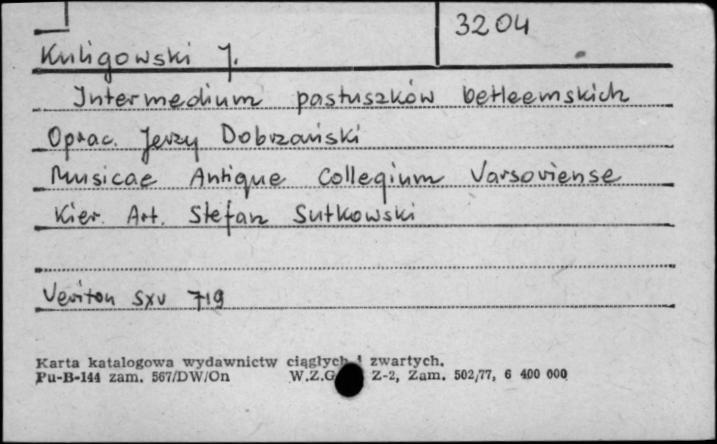 3204
Kuligowski J.
Intermedium pastuszków betleemskich
Oprac. Jerzy Dobrzański
Musicae Antique Collegium Varsoviense
Kier. Art. Stefan Sutkowski
Veriton sxv 719
Karta katalogowa wydawnictw ciągłych i zwartych.
Pu-B-144 zam. 567/DW/On W.Z.G. Z-2, Zam. 502/77, 6 400 000